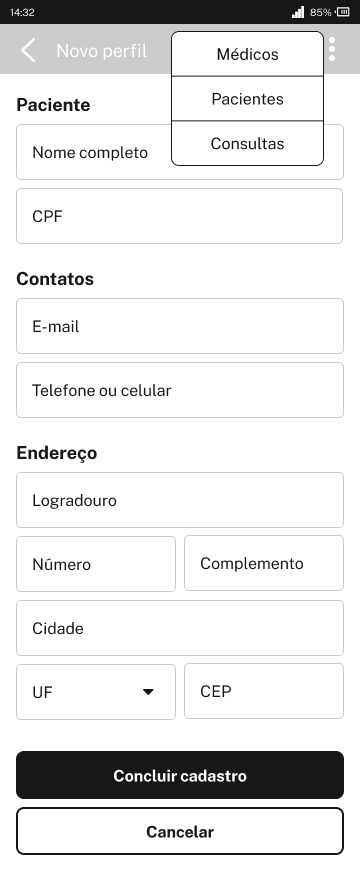 14:32
85%
Novo perfil
Médicos
Pacientes
Consultas
Paciente
Nome completo
CPF
Contatos
E-mail
Telefone ou celular
Endereço
Logradouro
Número
Complemento
Cidade
UF
CEP
Concluir cadastro
Cancelar